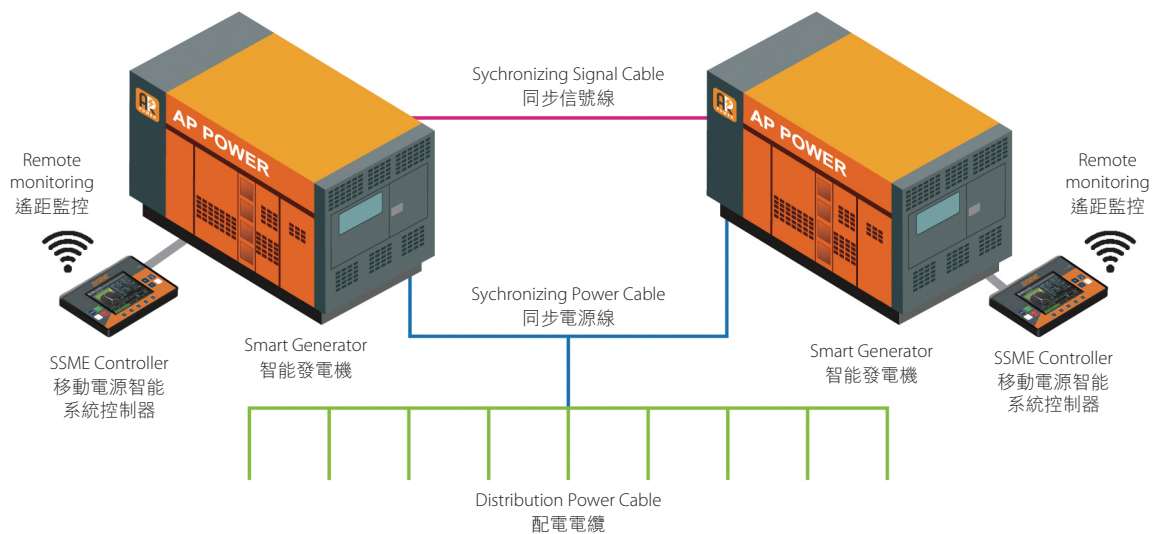 Sychronizing Signal Cable
同步信號線
AP POWER
AP POWER
Remote
monitoring
遙距監控
Remote
monitoring
遙距監控
Sychronizing Power Cable
同步電源線
Smart Generator
智能發電機
Smart Generator
智能發電機
SSME Controller
移動電源智能
系統控制器
SSME Controller
移動電源智能
系統控制器
Distribution Power Cable
配電電纜